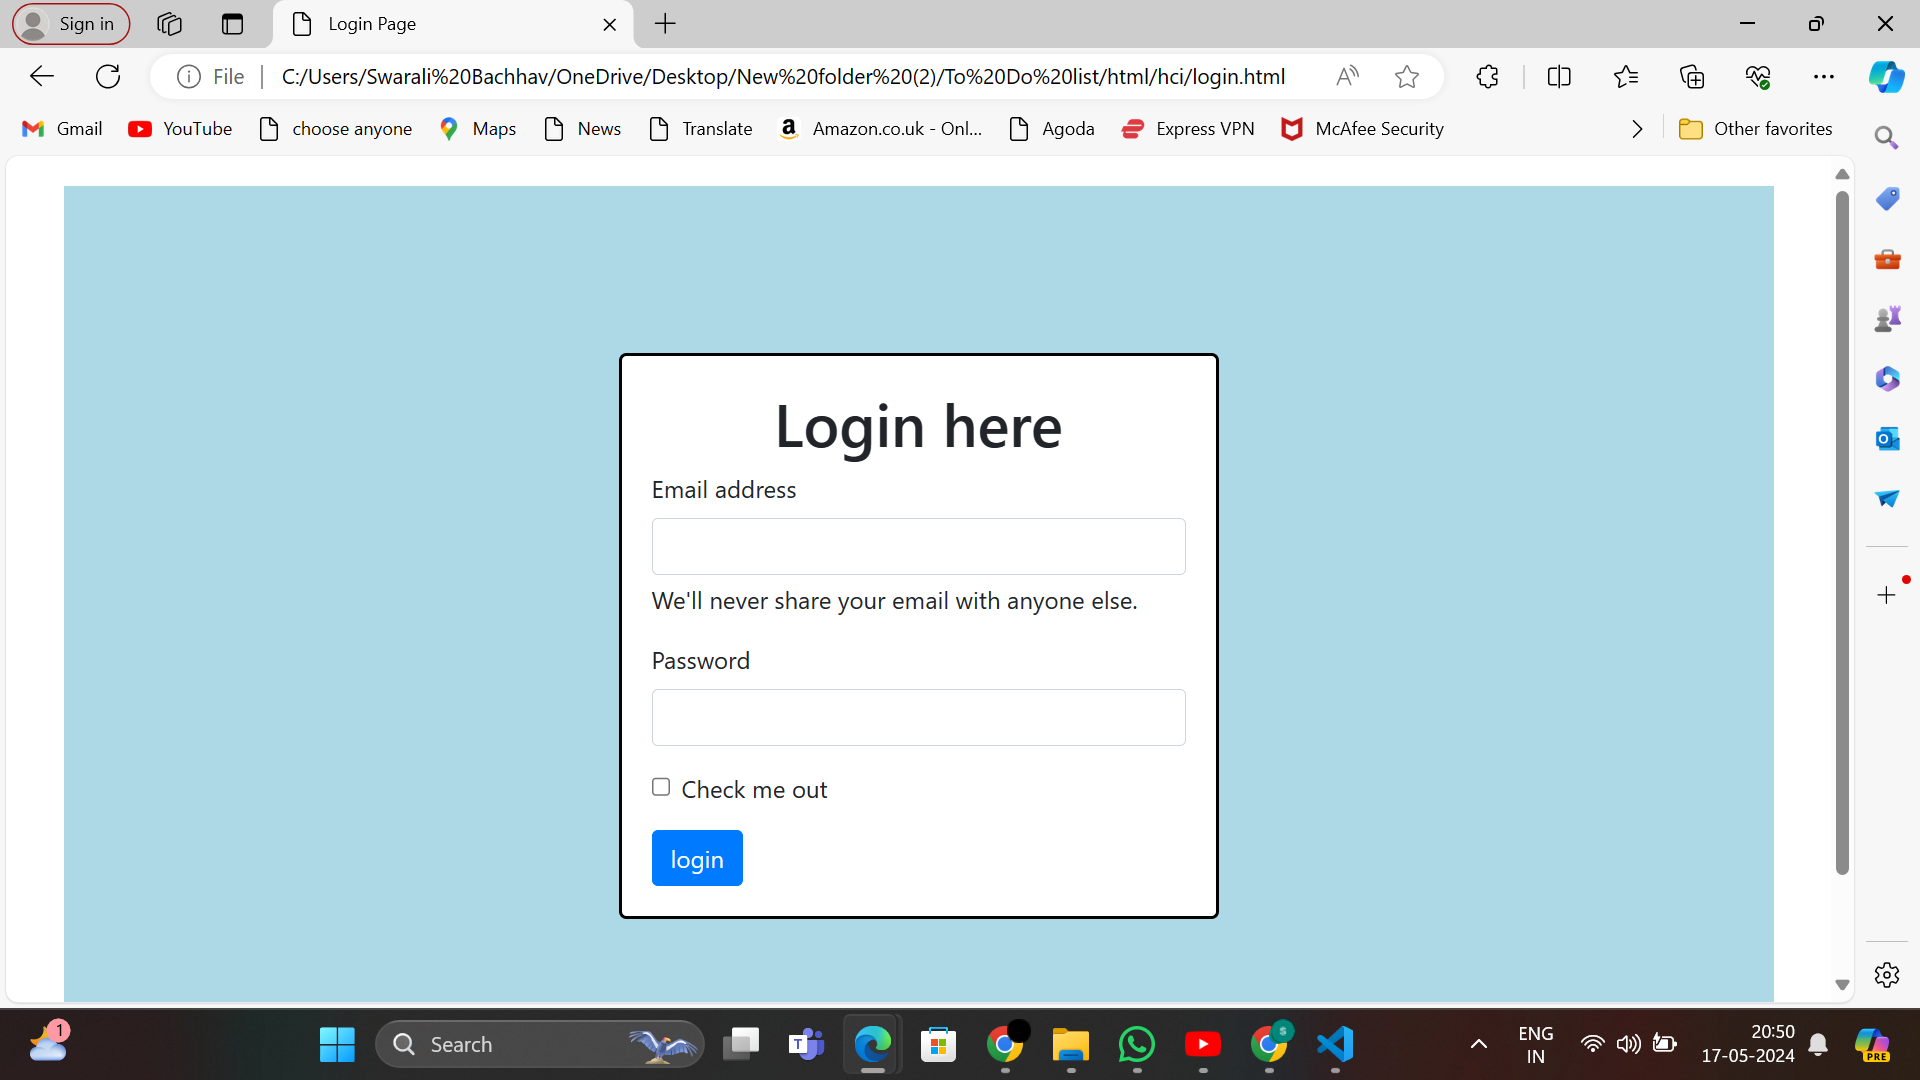 Sign in
Login Page
File
C:/Users/Swarali%20Bachhav/OneDrive/Desktop/New%20folder%20(2)/To%20Do%20list/html/hci/login.html
Gmail YouTube choose anyone Maps News Translate Amazon.co.uk - Onl... Agoda Express VPN McAfee Security Other favorites
Login here
Email address
We'll never share your email with anyone else.
Password
Check me out
login
1
Search
ENG
IN
20:50
17-05-2024
PRE